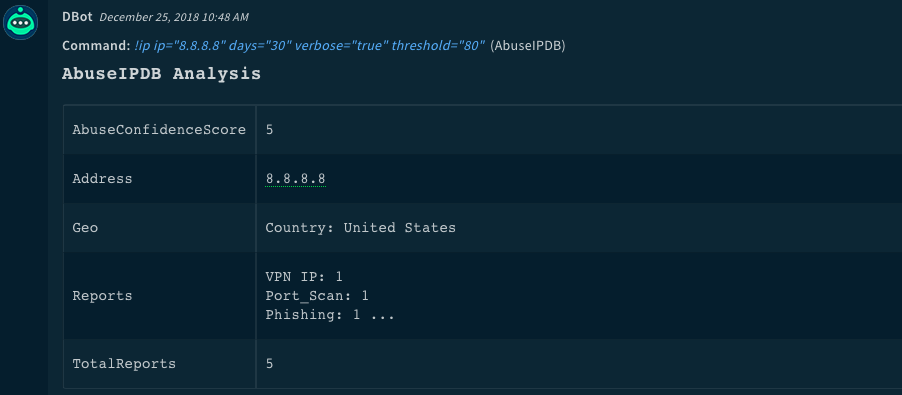 DBot December 25, 2018 10:48 AM
Command: !ip ip="8.8.8.8" days="30" verbose="true" threshold="80" (AbuseIPDB)
AbuseIPDB Analysis
AbuseConfidenceScore 5
Address 8.8.8.8
Geo Country: United States
VPN IP: 1
Reports Port_Scan: 1
Phishing: 1 ...
TotalReports 5